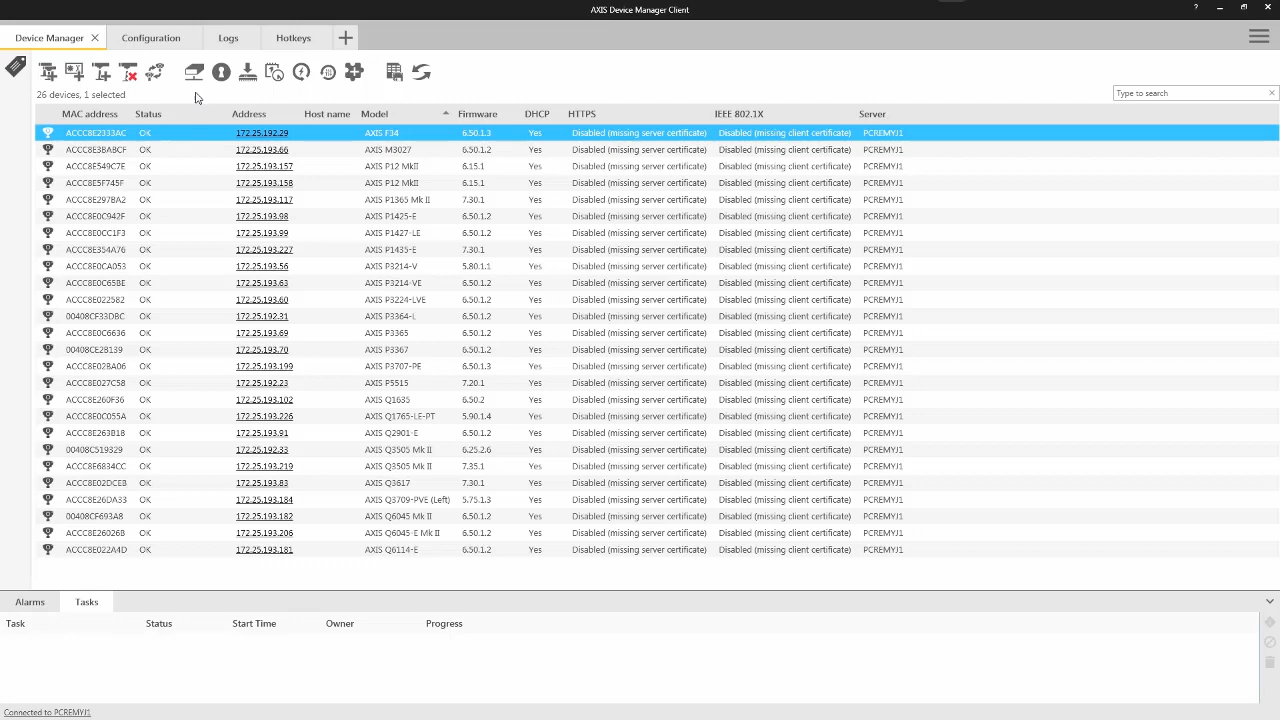 AXIS Device Manager Client
Device Manager Configuration Logs Hotkeys
26 devices, 1 selected
Type to search
MAC address Status Address Host name Model Firmware DHCP HTTPS IEEE 802.1X Server
ACCC8E2333AC OK 172.25.192.29 AXIS F34 6.50.1.3 Yes Disabled (missing server certificate) Disabled (missing client certificate) PCREMYJ1
ACCC8E3BABCF OK 172.25.193.66 AXIS M3027 6.50.1.2 Yes Disabled (missing server certificate) Disabled (missing client certificate) PCREMYJ1
ACCC8E549C7E OK 172.25.193.157 AXIS P12 MkII 6.15.1 Yes Disabled (missing server certificate) Disabled (missing client certificate) PCREMYJ1
ACCC8E5F745F OK 172.25.193.158 AXIS P12 MkII 6.15.1 Yes Disabled (missing server certificate) Disabled (missing client certificate) PCREMYJ1
ACCC8E297BA2 OK 172.25.193.117 AXIS P1365 Mk II 7.30.1 Yes Disabled (missing server certificate) Disabled (missing client certificate) PCREMYJ1
ACCC8E0C942F OK 172.25.193.98 AXIS P1425-E 6.50.1.2 Yes Disabled (missing server certificate) Disabled (missing client certificate) PCREMYJ1
ACCC8E0CC1F3 OK 172.25.193.99 AXIS P1427-LE 6.50.1.2 Yes Disabled (missing server certificate) Disabled (missing client certificate) PCREMYJ1
ACCC8E354A76 OK 172.25.193.227 AXIS P1435-E 7.30.1 Yes Disabled (missing server certificate) Disabled (missing client certificate) PCREMYJ1
ACCC8E0CA053 OK 172.25.193.56 AXIS P3214-V 5.80.1.1 Yes Disabled (missing server certificate) Disabled (missing client certificate) PCREMYJ1
ACCC8E0C65BE OK 172.25.193.63 AXIS P3214-VE 6.50.1.2 Yes Disabled (missing server certificate) Disabled (missing client certificate) PCREMYJ1
ACCC8E022582 OK 172.25.193.60 AXIS P3224-LVE 6.50.1.2 Yes Disabled (missing server certificate) Disabled (missing client certificate) PCREMYJ1
00408CF33DBC OK 172.25.192.31 AXIS P3364-L 6.50.1.2 Yes Disabled (missing server certificate) Disabled (missing client certificate) PCREMYJ1
ACCC8E0C6636 OK 172.25.193.69 AXIS P3365 6.50.1.2 Yes Disabled (missing server certificate) Disabled (missing client certificate) PCREMYJ1
00408CE28139 OK 172.25.193.70 AXIS P3367 6.50.1.2 Yes Disabled (missing server certificate) Disabled (missing client certificate) PCREMYJ1
ACCC8E02BA06 OK 172.25.193.199 AXIS P3707-PE 6.50.1.3 Yes Disabled (missing server certificate) Disabled (missing client certificate) PCREMYJ1
ACCC8E027C58 OK 172.25.192.23 AXIS P5515 7.20.1 Yes Disabled (missing server certificate) Disabled (missing client certificate) PCREMYJ1
ACCC8E260F36 OK 172.25.193.102 AXIS Q1635 6.50.2 Yes Disabled (missing server certificate) Disabled (missing client certificate) PCREMYJ1
ACCC8E0C055A OK 172.25.193.226 AXIS Q1765-LE-PT 5.90.1.4 Yes Disabled (missing server certificate) Disabled (missing client certificate) PCREMYJ1
ACCC8E263B18 OK 172.25.193.91 AXIS Q2901-E 6.50.1.2 Yes Disabled (missing server certificate) Disabled (missing client certificate) PCREMYJ1
00408C519329 OK 172.25.192.33 AXIS Q3505 Mk II 6.25.2.6 Yes Disabled (missing server certificate) Disabled (missing client certificate) PCREMYJ1
ACCC8E6834CC OK 172.25.193.219 AXIS Q3505 Mk II 7.35.1 Yes Disabled (missing server certificate) Disabled (missing client certificate) PCREMYJ1
ACCC8E02DCEB OK 172.25.193.83 AXIS Q3617 7.30.1 Yes Disabled (missing server certificate) Disabled (missing client certificate) PCREMYJ1
ACCC8E26DA33 OK 172.25.193.184 AXIS Q3709-PVE (Left) 5.75.1.3 Yes Disabled (missing server certificate) Disabled (missing client certificate) PCREMYJ1
00408CF693A8 OK 172.25.193.182 AXIS Q6045 Mk II 6.50.1.2 Yes Disabled (missing server certificate) Disabled (missing client certificate) PCREMYJ1
ACCC8E26026B OK 172.25.193.206 AXIS Q6045-E Mk II 6.50.1.2 Yes Disabled (missing server certificate) Disabled (missing client certificate) PCREMYJ1
ACCC8E022A4D OK 172.25.193.181 AXIS Q6114-E 6.50.1.2 Yes Disabled (missing server certificate) Disabled (missing client certificate) PCREMYJ1
Alarms Tasks
Task Status Start Time Owner Progress
Connected to PCREMYJ1